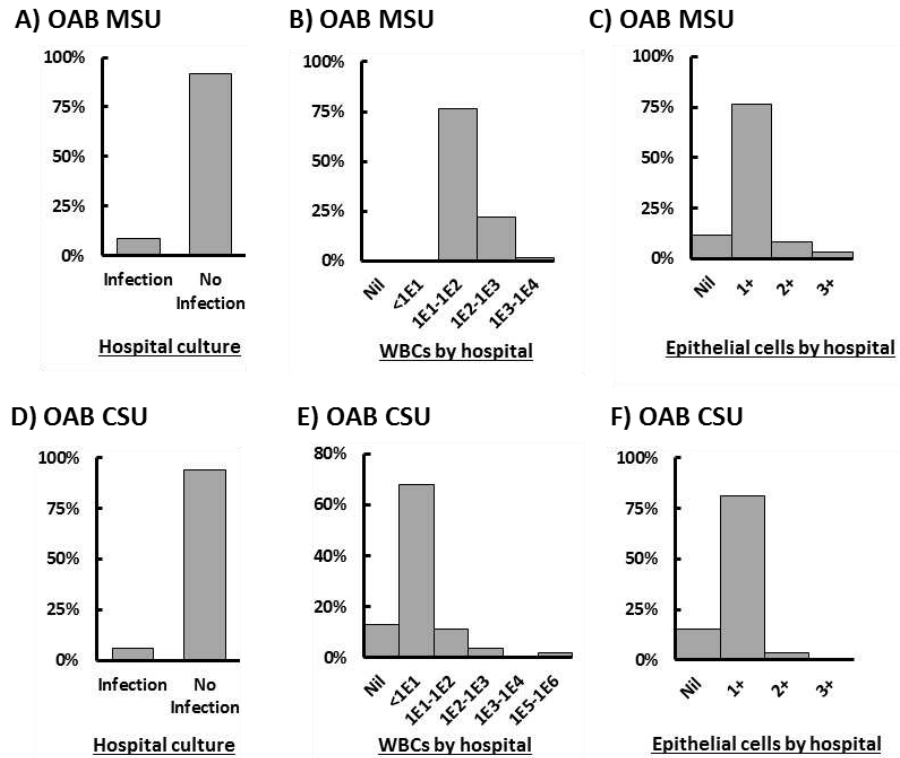 A) OAB MSU
100%
75%
50%
25%
0%
Infection
No
Infection
Hospital culture
B) OAB MSU
100%
75%
50%
25%
0%
Nil
<1E1
1E1-1E2
1E2-1E3
1E3-1E4
WBCs by hospital
C) OAB MSU
100%
75%
50%
25%
0%
Nil
1+
2+
3+
Epithelial cells by hospital
D) OAB CSU
100%
75%
50%
25%
0%
Infection
No
Infection
Hospital culture
E) OAB CSU
80%
60%
40%
20%
0%
Nil
<1E1
1E1-1E2
1E2-1E3
1E3-1E4
1E5-1E6
WBCs by hospital
F) OAB CSU
100%
75%
50%
25%
0%
Nil
1+
2+
3+
Epithelial cells by hospital